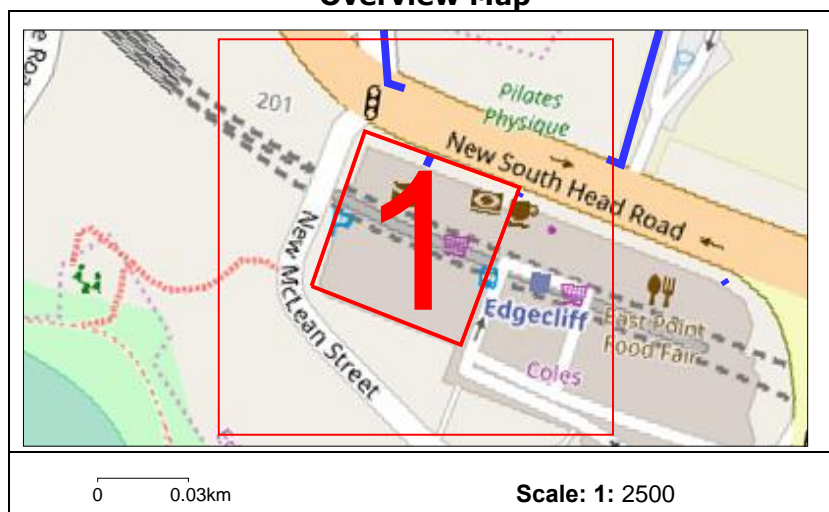 Overview Map
201
Pilates
Physique
New South Head Road
1
New McLean Street
Edgecliff
East Point
Food Fair
Coles
0 0.03km
Scale: 1: 2500